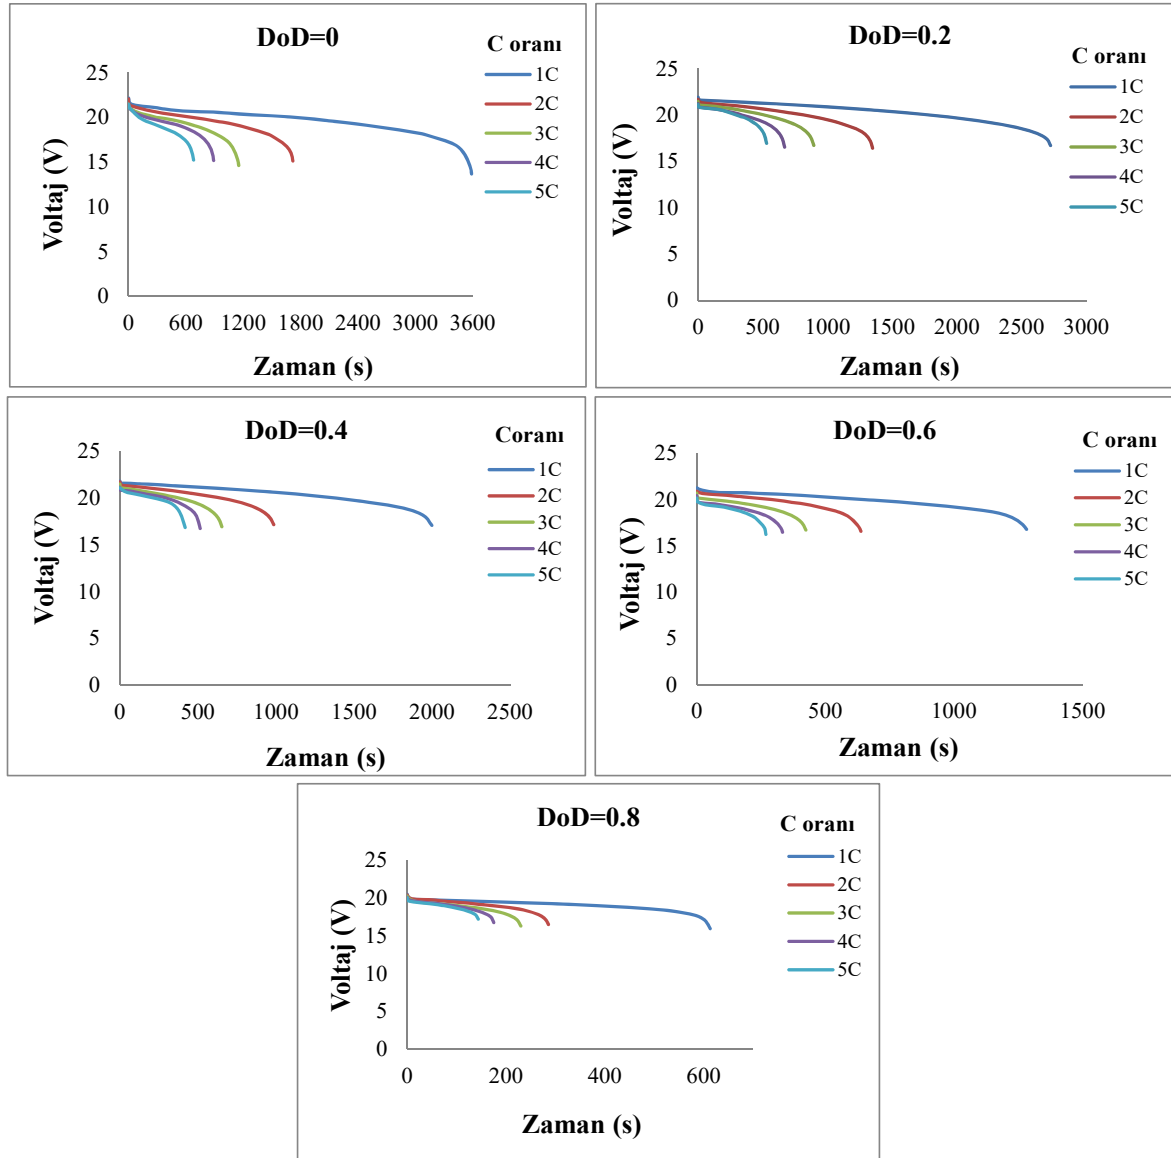 DoD=0
C oranı
1C
2C
3C
4C
5C
Voltaj (V)
25
20
15
10
5
0
0 600 1200 1800 2400 3000 3600
Zaman (s)
DoD=0.2
C oranı
1C
2C
3C
4C
5C
Voltaj (V)
25
20
15
10
5
0
0 500 1000 1500 2000 2500 3000
Zaman (s)
DoD=0.4
Coranı
1C
2C
3C
4C
5C
Voltaj (V)
25
20
15
10
5
0
0 500 1000 1500 2000 2500
Zaman (s)
DoD=0.6
C oranı
1C
2C
3C
4C
5C
Voltaj (V)
25
20
15
10
5
0
0 500 1000 1500
Zaman (s)
DoD=0.8
C oranı
1C
2C
3C
4C
5C
Voltaj (V)
25
20
15
10
5
0
0 200 400 600
Zaman (s)